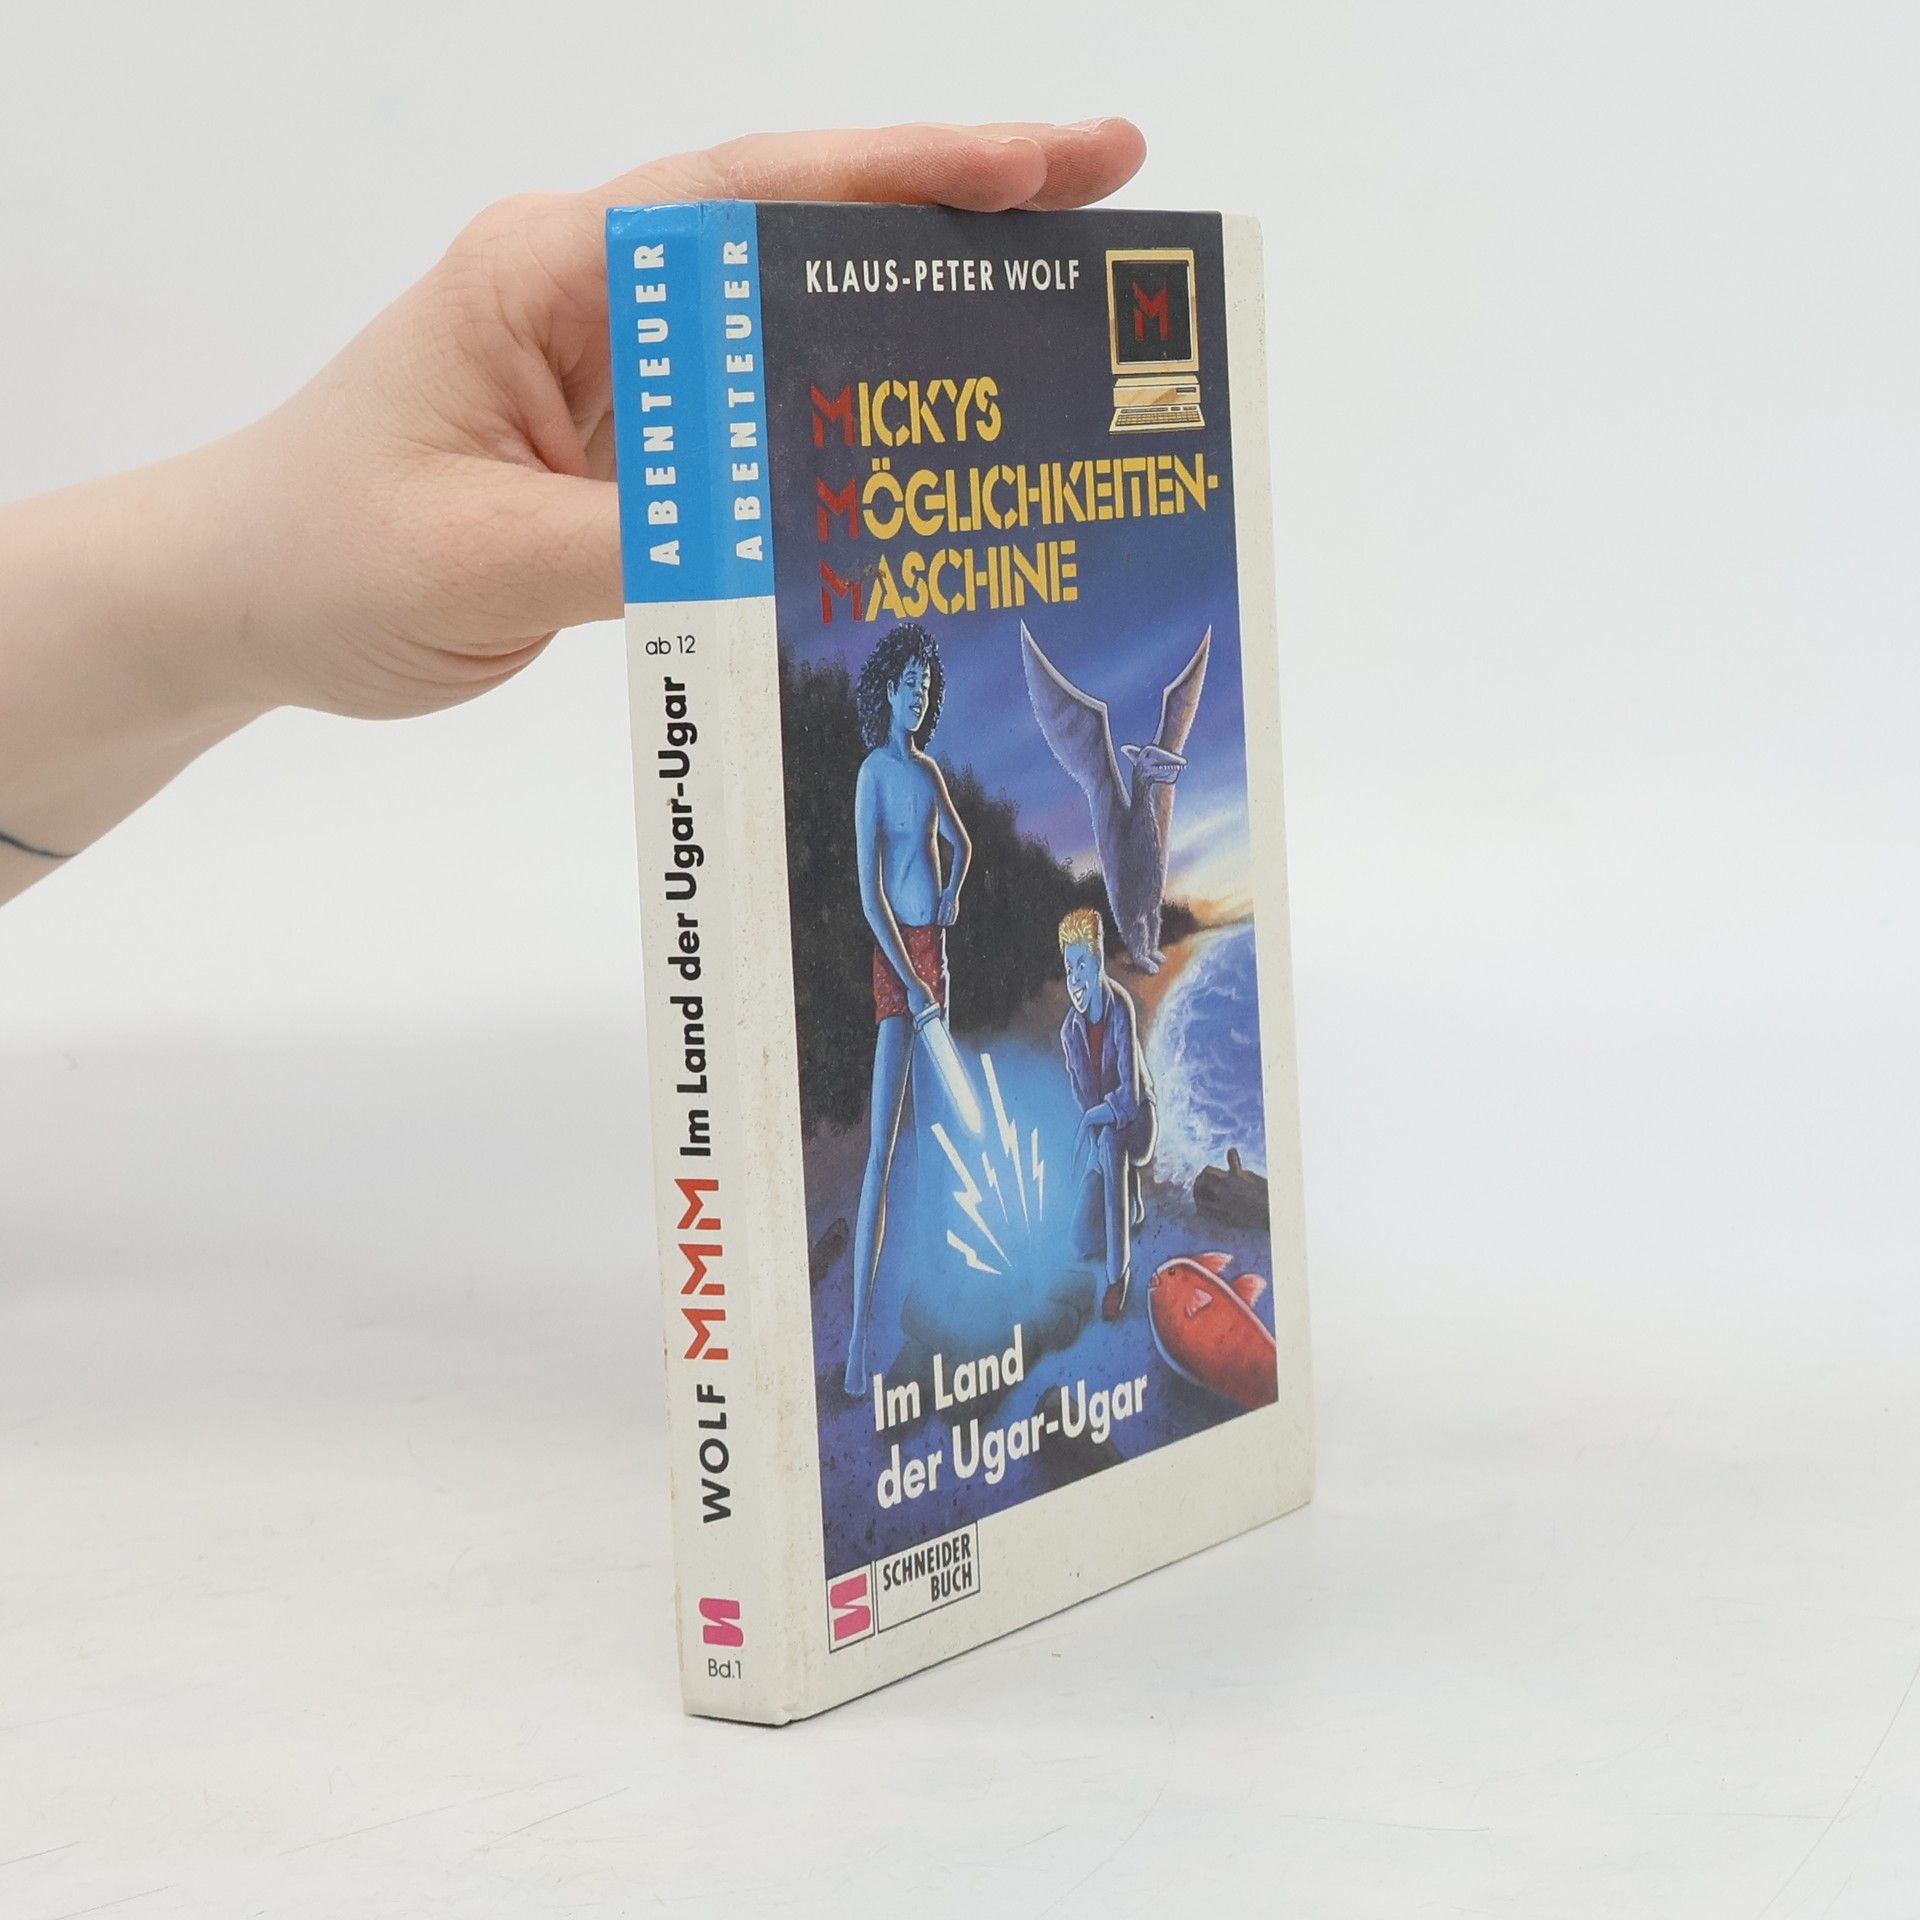 ABENTEUER
ABENTEUER
ab 12
WOLF MMM Im Land der Ugar-Ugar
Bd.1
KLAUS-PETER WOLF
M
MICKYS
MÖGLICHKEITEN-
MASCHINE
Im Land
der Ugar-Ugar
SCHNEIDER
BUCH